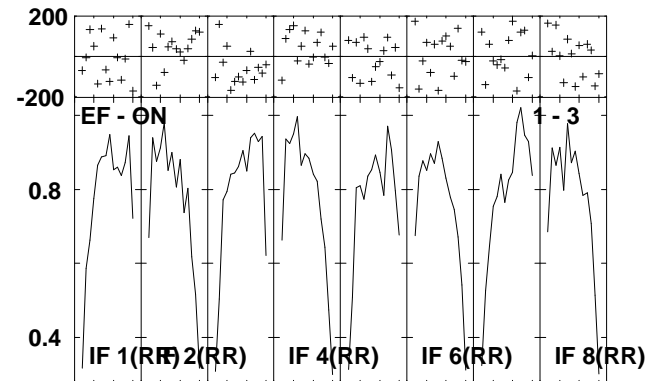 200
-200
EF - ON 1 - 3
0.8
0.4
IF 1(RR) IF 2(RR) IF 4(RR) IF 6(RR) IF 8(RR)